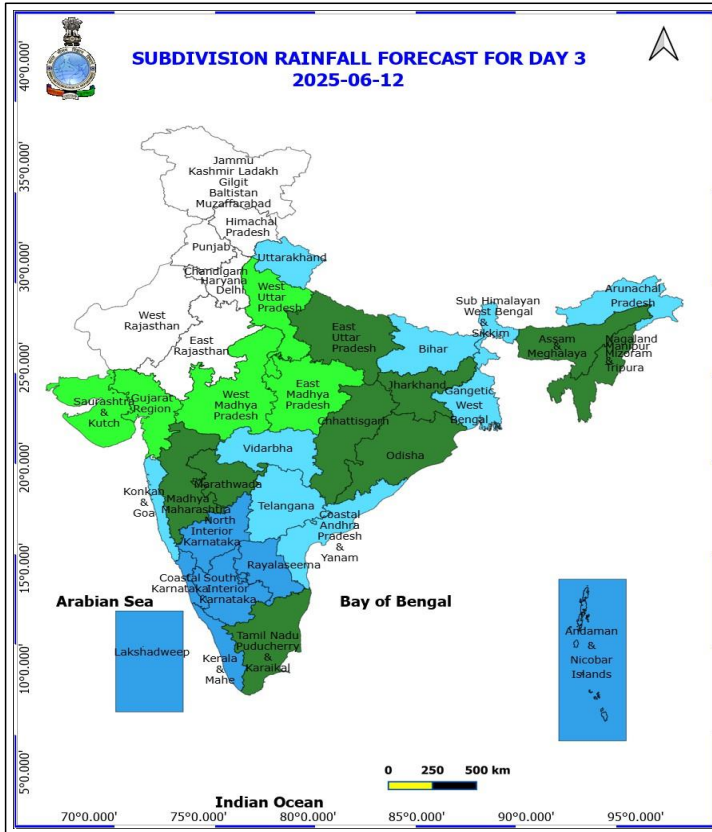 SUBDIVISION RAINFALL FORECAST FOR DAY 3
2025-06-12
40°0.000'
35°0.000'
30°0.000'
25°0.000'
20°0.000'
15°0.000'
10°0.000'
5°0.000'
Jammu
Kashmir Ladakh
Gilgit
Baltistan
Muzaffarabad
Himachal
Pradesh
Punjab
Uttarakhand
Chandigarh
Haryana
Delhi
West
Uttar
Pradesh
West
Rajasthan
East
Rajasthan
East
Uttar
Pradesh
Bihar
Sub Himalayan
West Bengal
&
Sikkim
Arunachal
Pradesh
Assam
&
Meghalaya
Nagaland
Manipur
Mizoram
&
Tripura
Saurashtra
&
Kutch
Gujarat
Region
West
Madhya
Pradesh
East
Madhya
Pradesh
Jharkhand
Gangetic
West
Bengal
Chhattisgarh
Odisha
Vidarbha
Konkan
&
Goa
Madhya
Maharashtra
Marathwada
Telangana
Coastal
Andhra
Pradesh
&
Yanam
North
Interior
Karnataka
Rayalaseema
Coastal
Karnataka
South
Interior
Karnataka
Arabian Sea
Bay of Bengal
Lakshadweep
Kerala
&
Mahe
Tamil Nadu
Puducherry
&
Karaikal
Andaman
&
Nicobar
Islands
0 250 500 km
Indian Ocean
70°0.000' 75°0.000' 80°0.000' 85°0.000' 90°0.000' 95°0.000'